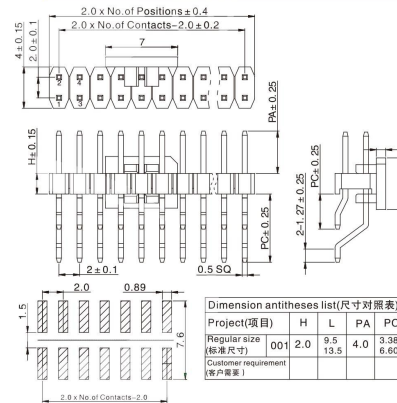 2.0 x No.of Positions ± 0.4
2.0 x No.of Contacts-2.0 ± 0.2
7
4 ± 0.15
2.0 ± 0.1
2 4
1 3
PA ± 0.25
H ± 0.15
PC ± 0.25
2-1.27 ± 0.25
PC ± 0.25
2 ± 0.1
0.5 SQ
2.0
0.89
1.5
7.6
2.0 x No.of Contacts-2.0
Dimension antitheses list(尺寸对照表)
Project(项目) H L PA PC
Regular size (标准尺寸) 001 2.0 9.5 13.5 4.0 3.38 6.60
Customer requirement
(客户需要)